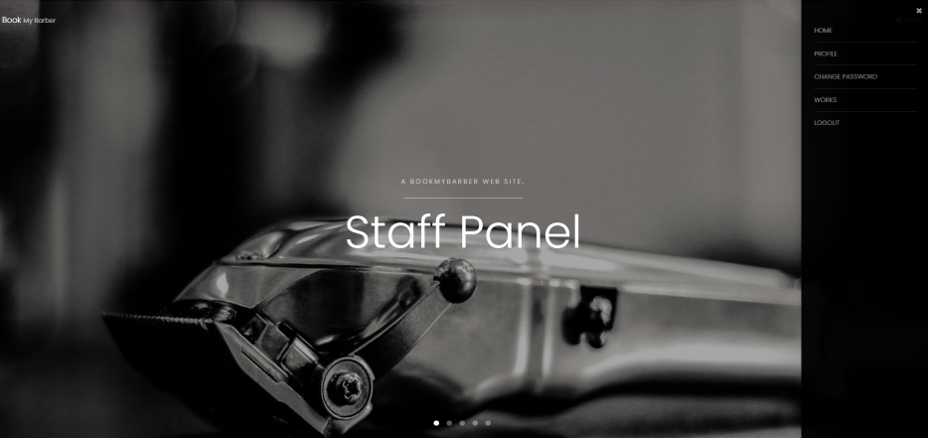 Book My Barber
HOME
PROFILE
CHANGE PASSWORD
WORKS
LOGOUT
A BOOKMYBARBER WEB SITE.
Staff Panel